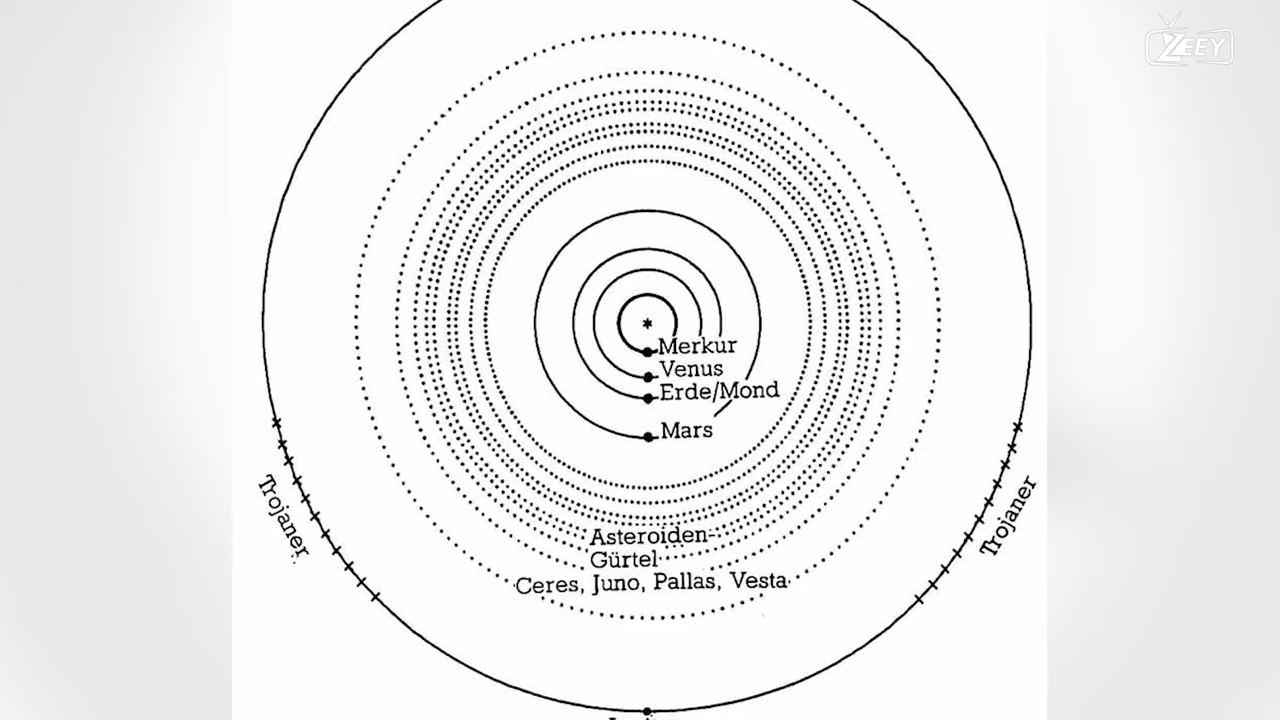 ZEEY
Merkur
Venus
Erde/Mond
Mars
Trojaner
Trojaner
Asteroiden-
Gürtel
Ceres, Juno, Pallas, Vesta